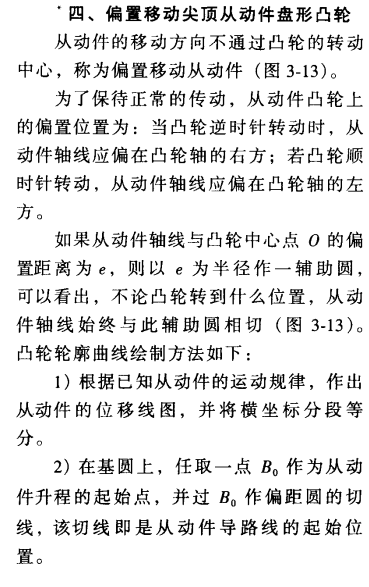 *四、偏置移动尖顶从动件盘形凸轮
从动件的移动方向不通过凸轮的转动
中心，称为偏置移动从动件（图 3-13）。
为了保待正常的传动，从动件凸轮上
的偏置位置为：当凸轮逆时针转动时，从
动件轴线应偏在凸轮轴的右方；若凸轮顺
时针转动，从动件轴线应偏在凸轮轴的左
方。
如果从动件轴线与凸轮中心点 O 的偏
置距离为 e，则以 e 为半径作一辅助圆，
可以看出，不论凸轮转到什么位置，从动
件轴线始终与此辅助圆相切（图 3-13）。
凸轮轮廓曲线绘制方法如下：
1) 根据已知从动件的运动规律，作出
从动件的位移线图，并将横坐标分段等
分。
2) 在基圆上，任取一点 B₀ 作为从动
件升程的起始点，并过 B₀ 作偏距圆的切
线，该切线即是从动件导路线的起始位
置。